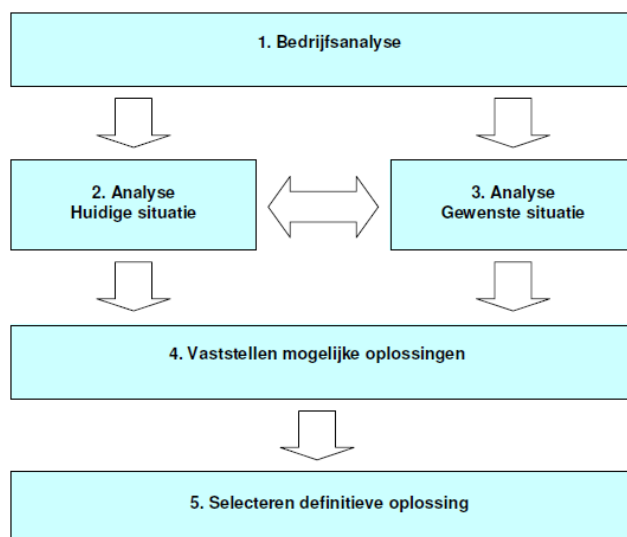 1. Bedrijfsanalyse
2. Analyse
Huidige situatie
3. Analyse
Gewenste situatie
4. Vaststellen mogelijke oplossingen
5. Selecteren definitieve oplossing